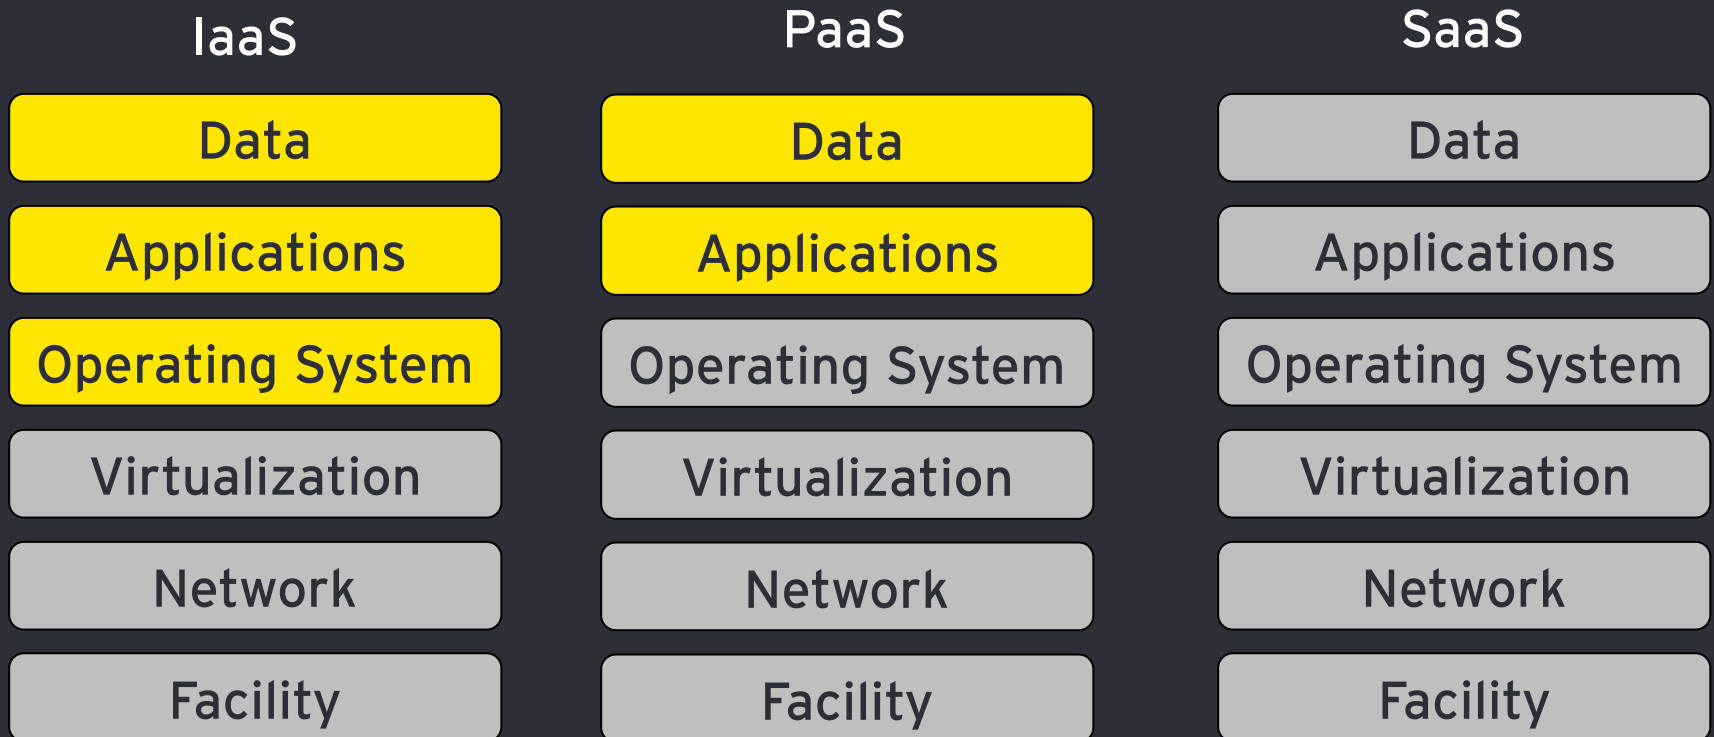 IaaS
PaaS
SaaS
Data
Data
Data
Applications
Applications
Applications
Operating System
Operating System
Operating System
Virtualization
Virtualization
Virtualization
Network
Network
Network
Facility
Facility
Facility